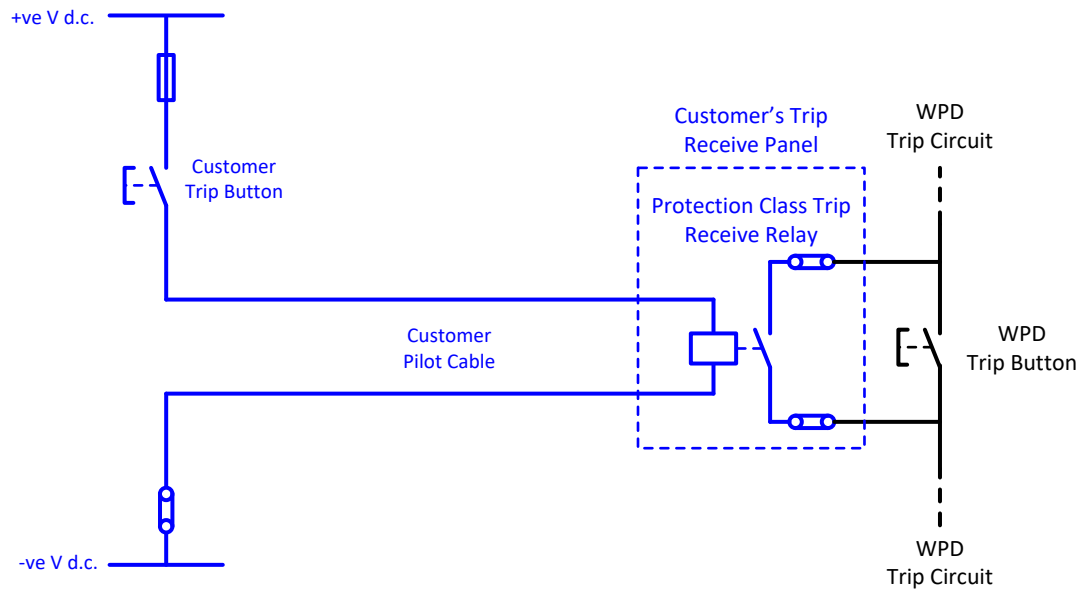 +ve V d.c.
Customer
Trip Button
Customer's Trip
Receive Panel
WPD
Trip Circuit
Protection Class Trip
Receive Relay
Customer
Pilot Cable
WPD
Trip Button
-ve V d.c.
WPD
Trip Circuit